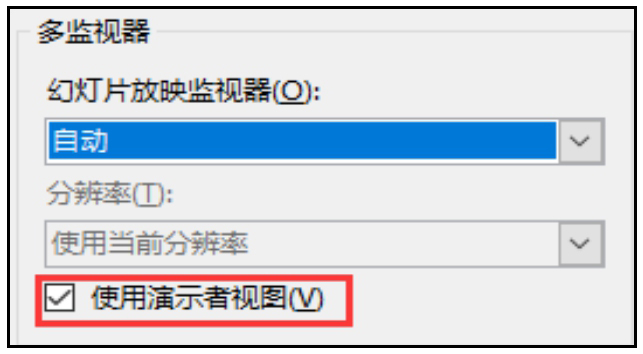 多监视器
幻灯片放映监视器(O):
自动
分辨率(T):
使用当前分辨率
使用演示者视图(V)